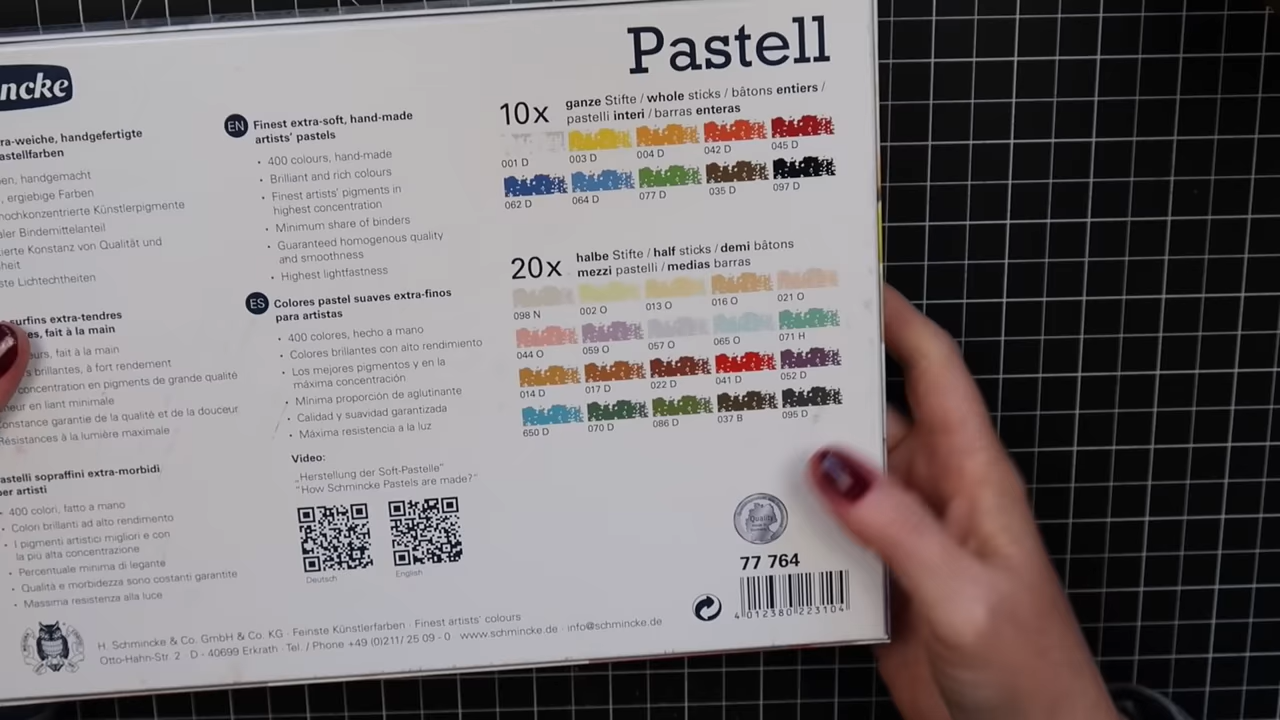 Pastell
ncke
ra-weiche, handgefertigte
astellfarben
en, handgemacht
, ergiebige Farben
hochkonzentrierte Künstlerpigmente
aler Bindemittelanteil
ierte Konstanz von Qualität und
heit
ste Lichtechtheiten
surfins extra-tendres
es, fait à la main
eurs, fait à la main
s brillantes, à fort rendement
concentration en pigments de grande qualité
neur en liant minimale
Constance garantie de la qualité et de la douceur
Résistances à la lumière maximale
astelli sopraffini extra-morbidi
per artisti
• 400 colori, fatto a mano
• Colori brillanti ad alto rendimento
• I pigmenti artistici migliori e con
la più alta concentrazione
• Percentuale minima di legante
• Qualità e morbidezza sono costanti garantite
• Massima resistenza alla luce
EN Finest extra-soft, hand-made
artists' pastels
• 400 colours, hand-made
• Brilliant and rich colours
• Finest artists' pigments in
highest concentration
• Minimum share of binders
• Guaranteed homogenous quality
and smoothness
• Highest lightfastness
ES Colores pastel suaves extra-finos
para artistas
• 400 colores, hecho a mano
• Colores brillantes con alto rendimiento
• Los mejores pigmentos y en la
máxima concentración
• Mínima proporción de aglutinante
• Calidad y suavidad garantizada
• Máxima resistencia a la luz
Video:
„Herstellung der Soft-Pastelle"
"How Schmincke Pastels are made?"
Deutsch
English
10x ganze Stifte / whole sticks / bâtons entiers /
pastelli interi / barras enteras
001 D 003 D 004 D 042 D 045 D
062 D 064 D 077 D 035 D 097 D
20x halbe Stifte / half sticks / demi bâtons
mezzi pastelli / medias barras
098 N 002 O 013 O 016 O 021 O
044 O 059 O 057 O 065 O 071 H
014 D 017 D 022 D 041 D 052 D
650 D 070 D 086 D 037 B 095 D
Quality
77 764
4 012380 223104
H. Schmincke & Co. GmbH & Co. KG · Feinste Künstlerfarben · Finest artists' colours
Otto-Hahn-Str. 2 · D - 40699 Erkrath · Tel. / Phone +49 (0)211/ 25 09 - 0 www.schmincke.de · info@schmincke.de